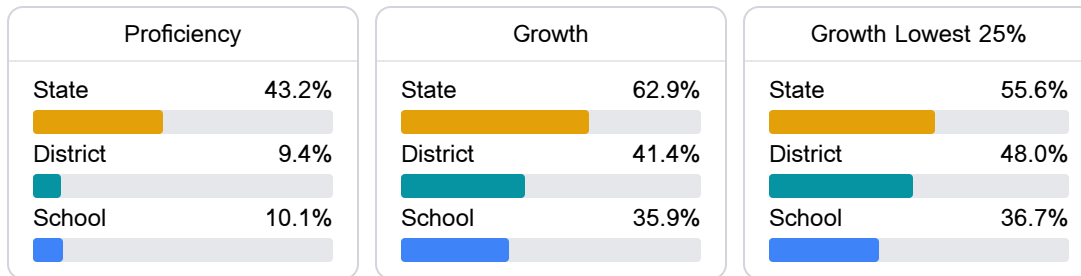 Proficiency
State 43.2%
District 9.4%
School 10.1%
Growth
State 62.9%
District 41.4%
School 35.9%
Growth Lowest 25%
State 55.6%
District 48.0%
School 36.7%